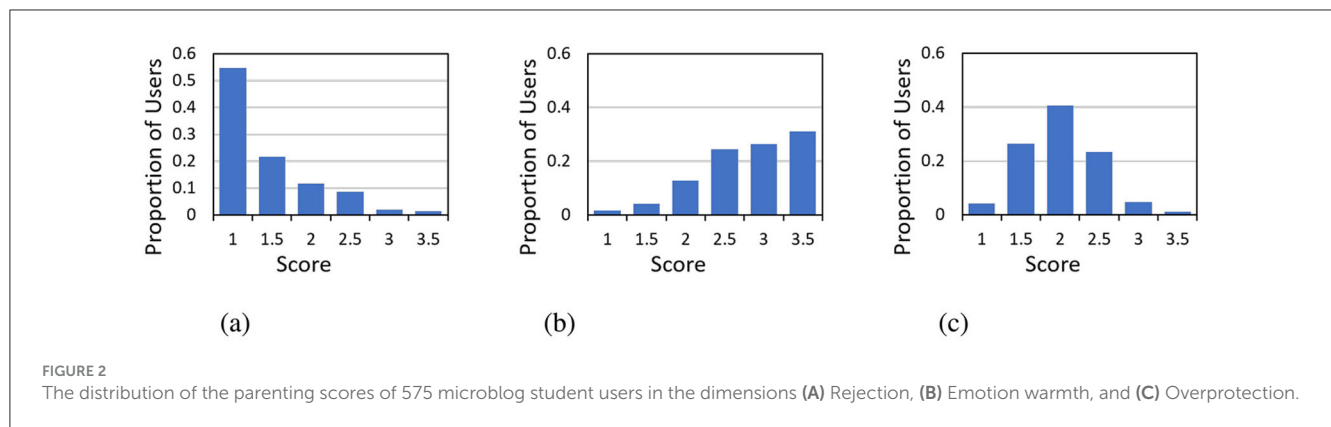 0.6
0.5
0.4
0.3
0.2
0.1
0
Proportion of Users
1 1.5 2 2.5 3 3.5
Score
(a)
0.6
0.4
0.2
0
Proportion of Users
1 1.5 2 2.5 3 3.5
Score
(b)
0.6
0.4
0.2
0
Proportion of Users
1 1.5 2 2.5 3 3.5
Score
(c)
FIGURE 2
The distribution of the parenting scores of 575 microblog student users in the dimensions (A) Rejection, (B) Emotion warmth, and (C) Overprotection.